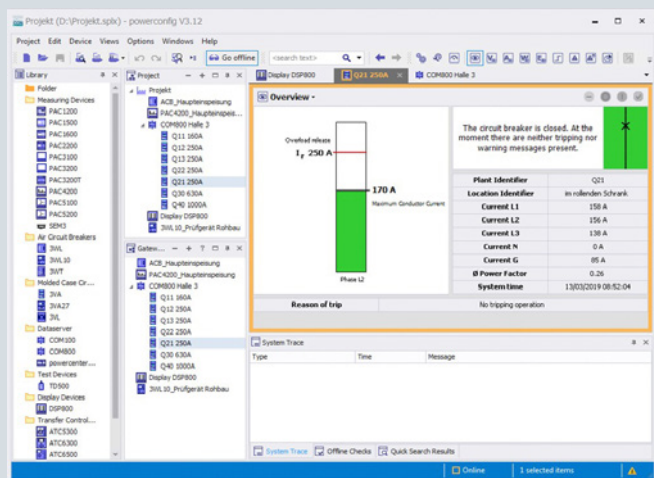 Projekt (D:\Projekt.splx) - powerconfig V3.12
Project Edit Device Views Options Windows Help
Go offline
<search text>
Library
Folder
Measuring Devices
PAC1200
PAC1500
PAC1600
PAC2200
PAC3100
PAC3200
PAC3200T
PAC4200
PAC5100
PAC5200
SEM3
Air Circuit Breakers
3WL
3WL10
3WT
Molded Case Cir...
3VA
3VA27
3VL
Dataserver
COM100
COM800
powercenter...
Test Devices
TD500
Display Devices
DSP800
Transfer Control...
ATC5300
ATC6300
ATC6500
Project
Projekt
ACB_Haupteinspeisung
PAC4200_Haupteinspeis...
COM800 Halle 3
Q11 160A
Q12 250A
Q13 250A
Q22 250A
Q21 250A
Q30 630A
Q40 1000A
Display DSP800
3WL10_Prüfgerät Rohbau
Gatew...
ACB_Haupteinspeisung
PAC4200_Haupteinspeisung
COM800 Halle 3
Q11 160A
Q12 250A
Q13 250A
Q22 250A
Q21 250A
Q30 630A
Q40 1000A
Display DSP800
3WL10_Prüfgerät Rohbau
Display DSP800 Q21 250A COM800 Halle 3
Overview
Overload release
Ir 250 A
170 A
Maximum Conductor Current
Phase L2
The circuit breaker is closed. At the
moment there are neither tripping nor
warning messages present.
Plant Identifier Q21
Location Identifier im rollenden Schrank
Current L1 158 A
Current L2 156 A
Current L3 138 A
Current N 0 A
Current G 85 A
Ø Power Factor 0.26
System time 13/03/2019 08:52:04
Reason of trip No tripping operation
System Trace
Type Time Message
System Trace Offline Checks Quick Search Results
Online 1 selected items